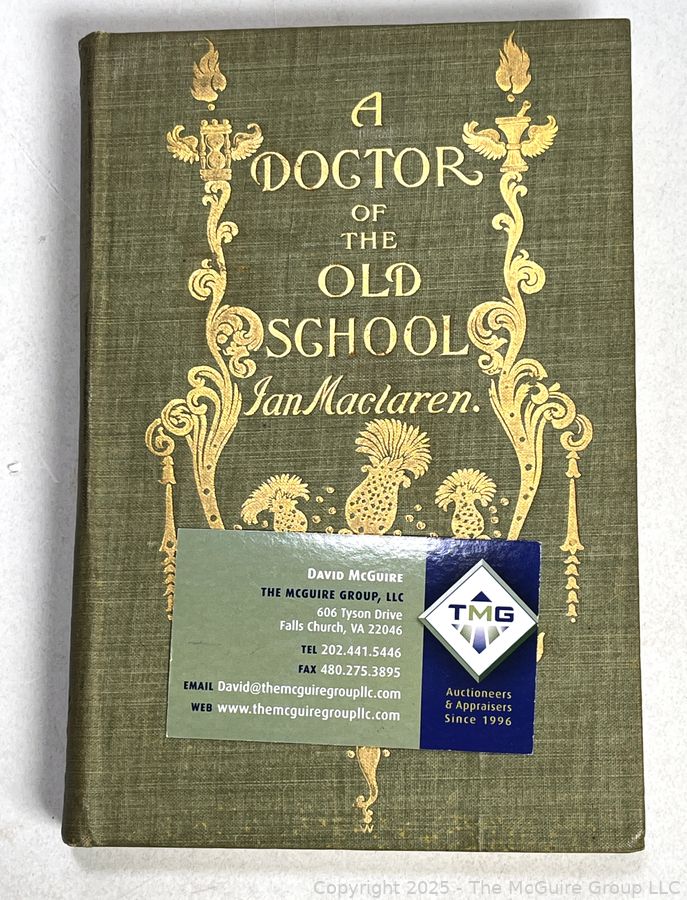 A
DOCTOR
OF
THE
OLD
SCHOOL
Ian Maclaren.
DAVID MCGUIRE
THE MCGUIRE GROUP, LLC
606 Tyson Drive
Falls Church, VA 22046
TEL 202.441.5446
FAX 480.275.3895
EMAIL David@themcguiregroupllc.com
WEB www.themcguiregroupllc.com
TMG
Auctioneers
& Appraisers
Since 1996
W
Copyright 2025 - The McGuire Group LLC